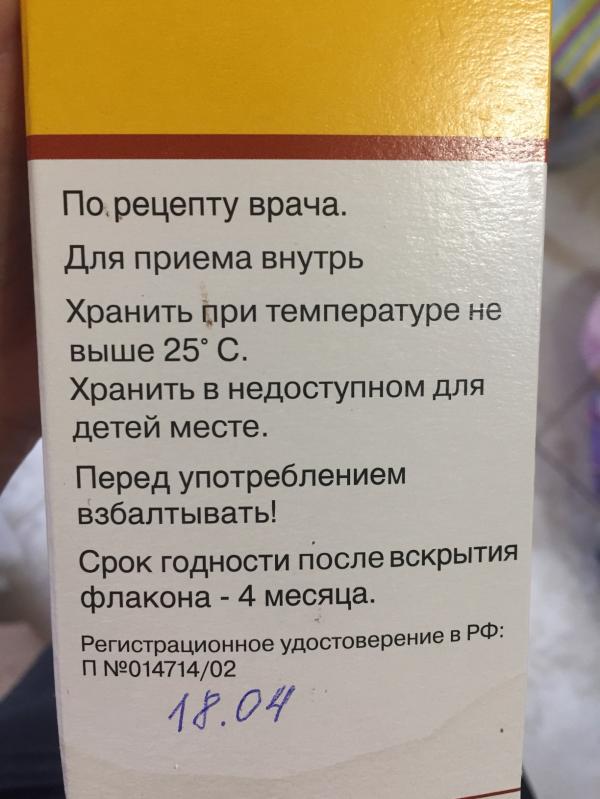 По рецепту врача.
Для приема внутрь
Хранить при температуре не
выше 25° С.
Хранить в недоступном для
детей месте.
Перед употреблением
взбалтывать!
Срок годности после вскрытия
флакона - 4 месяца.
Регистрационное удостоверение в РФ:
П №014714/02
18.04